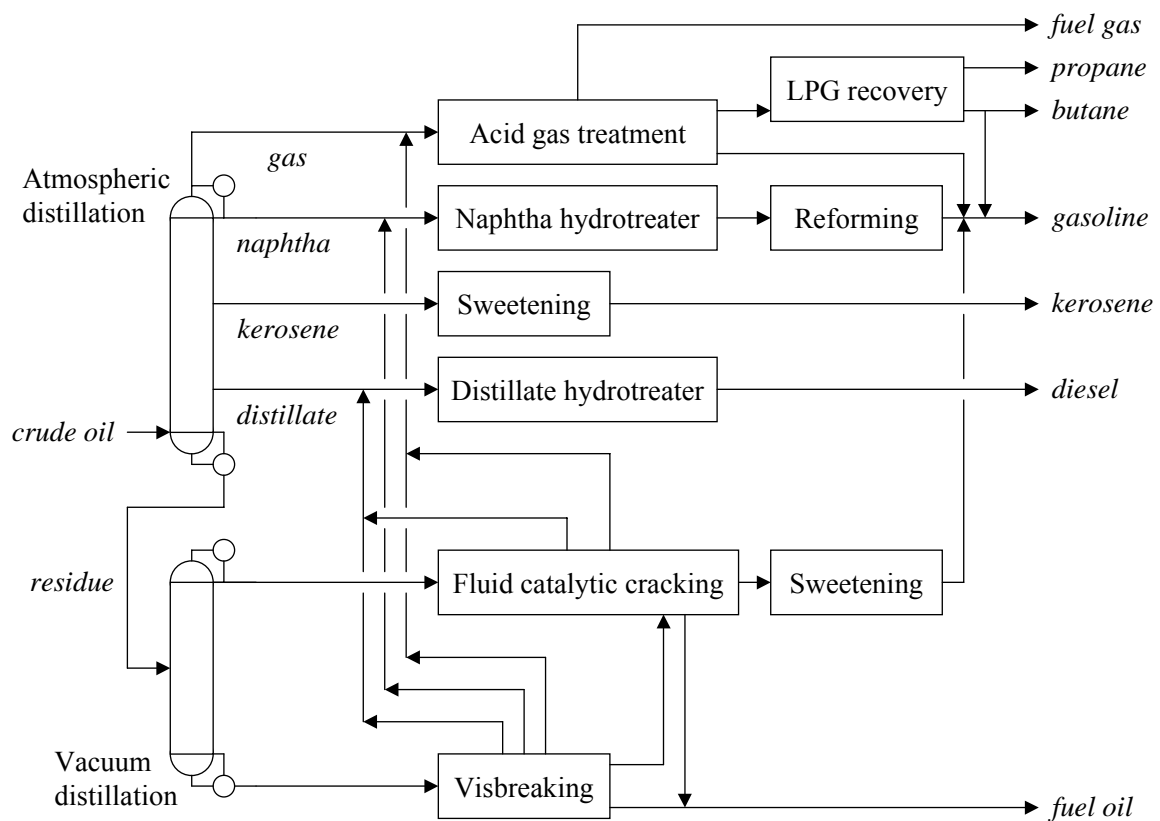 fuel gas
propane
LPG recovery
butane
Acid gas treatment
gas
Atmospheric
distillation
Naphtha hydrotreater
Reforming
gasoline
naphtha
Sweetening
kerosene
kerosene
Distillate hydrotreater
diesel
distillate
crude oil
residue
Fluid catalytic cracking
Sweetening
Vacuum
distillation
Visbreaking
fuel oil